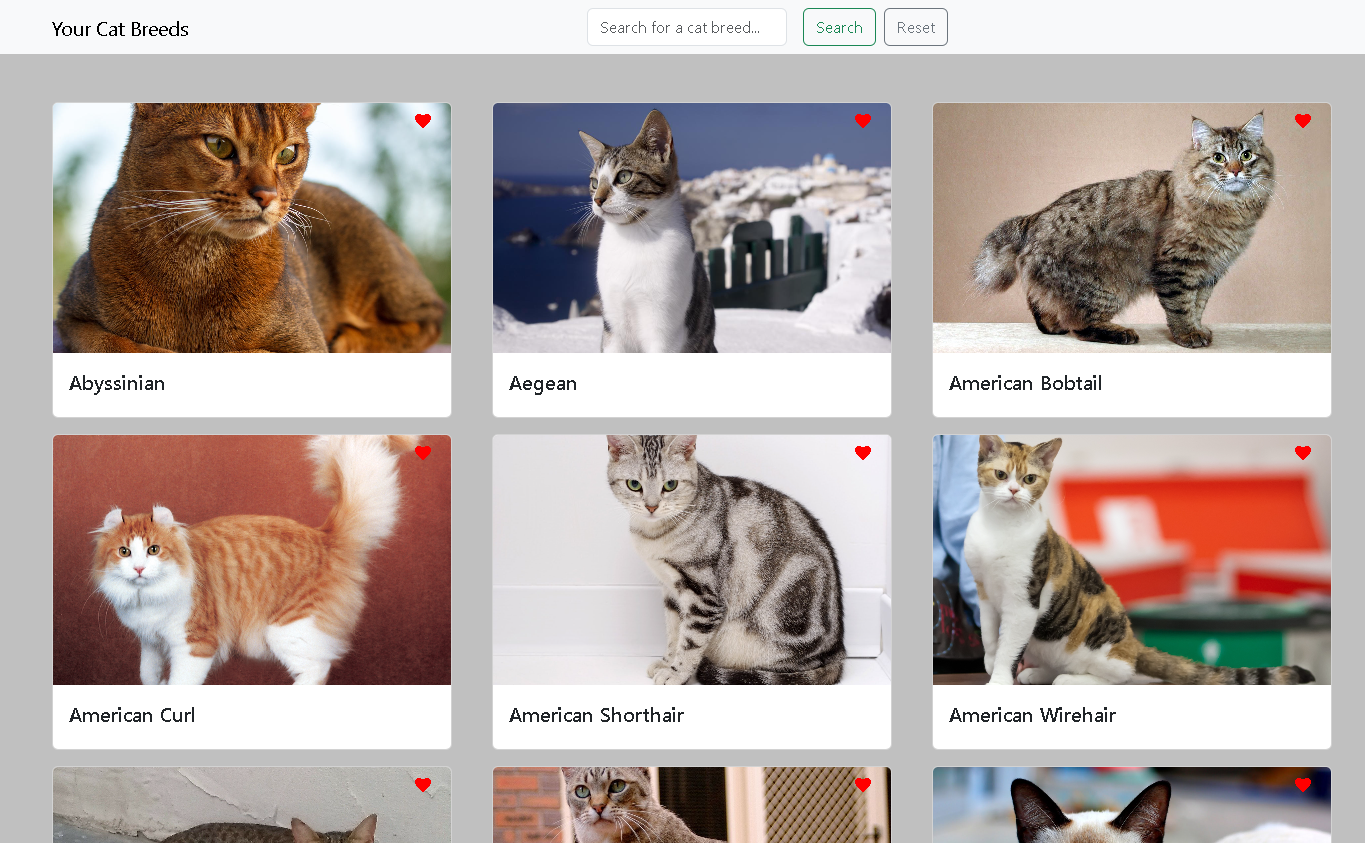 Your Cat Breeds
Search for a cat breed...
Search
Reset
Abyssinian
Aegean
American Bobtail
American Curl
American Shorthair
American Wirehair